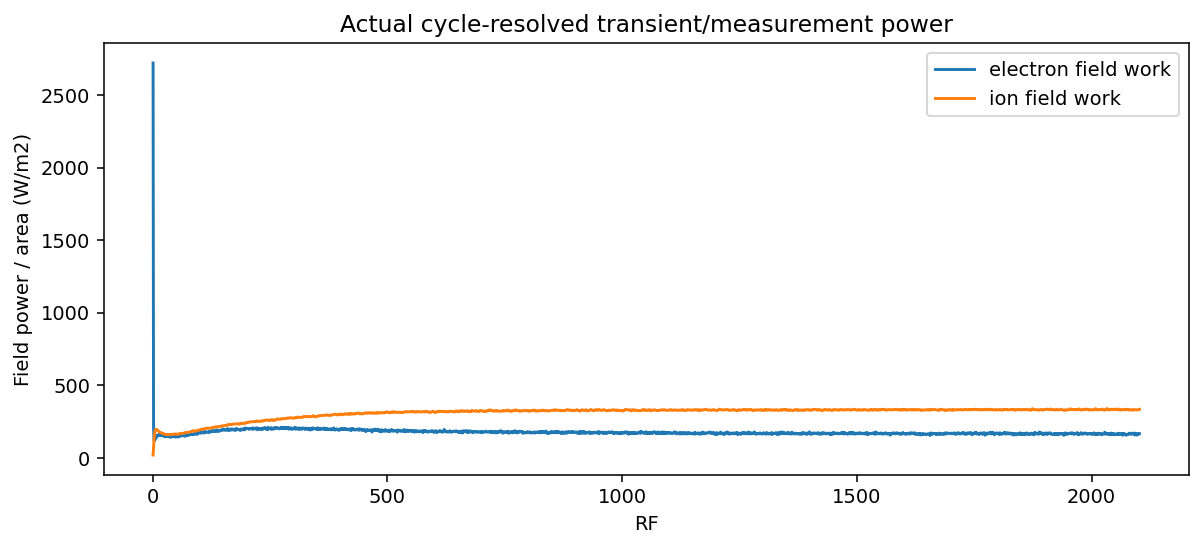 Actual cycle-resolved transient/measurement power
electron field work
ion field work
Field power / area (W/m2)
2500
2000
1500
1000
500
0
0
500
1000
1500
2000
RF